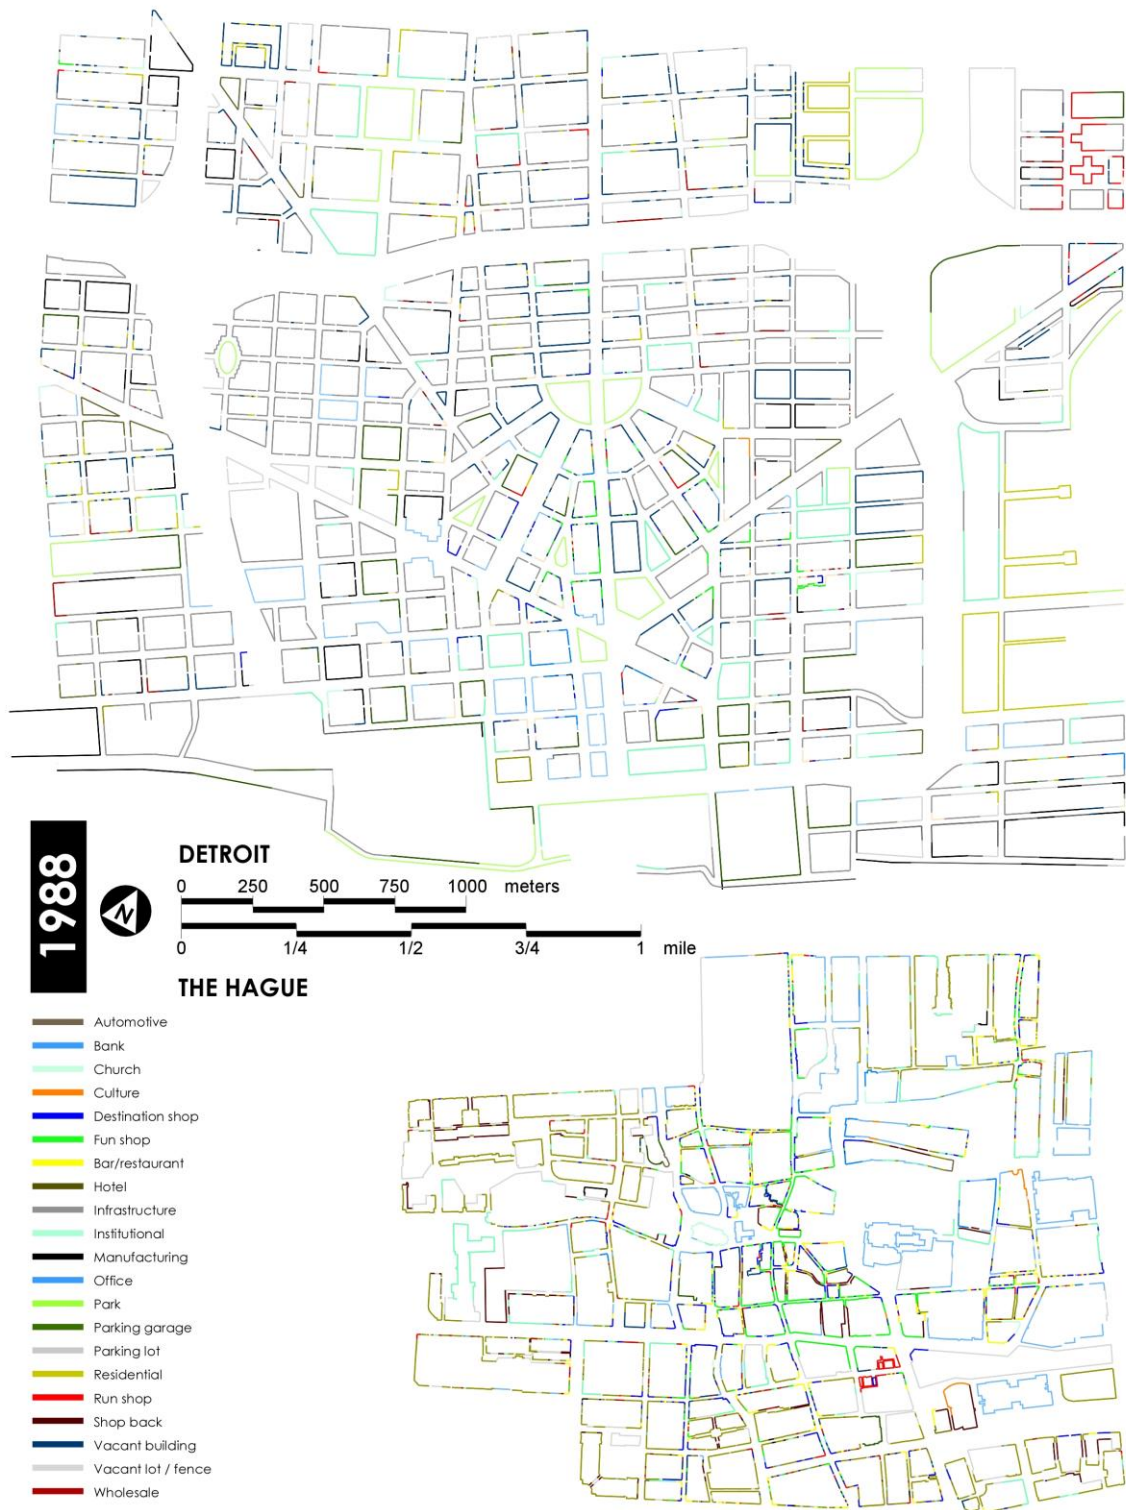 1988
N
DETROIT
0 250 500 750 1000 meters
0 1/4 1/2 3/4 1 mile
THE HAGUE
Automotive
Bank
Church
Culture
Destination shop
Fun shop
Bar/restaurant
Hotel
Infrastructure
Institutional
Manufacturing
Office
Park
Parking garage
Parking lot
Residential
Run shop
Shop back
Vacant building
Vacant lot / fence
Wholesale